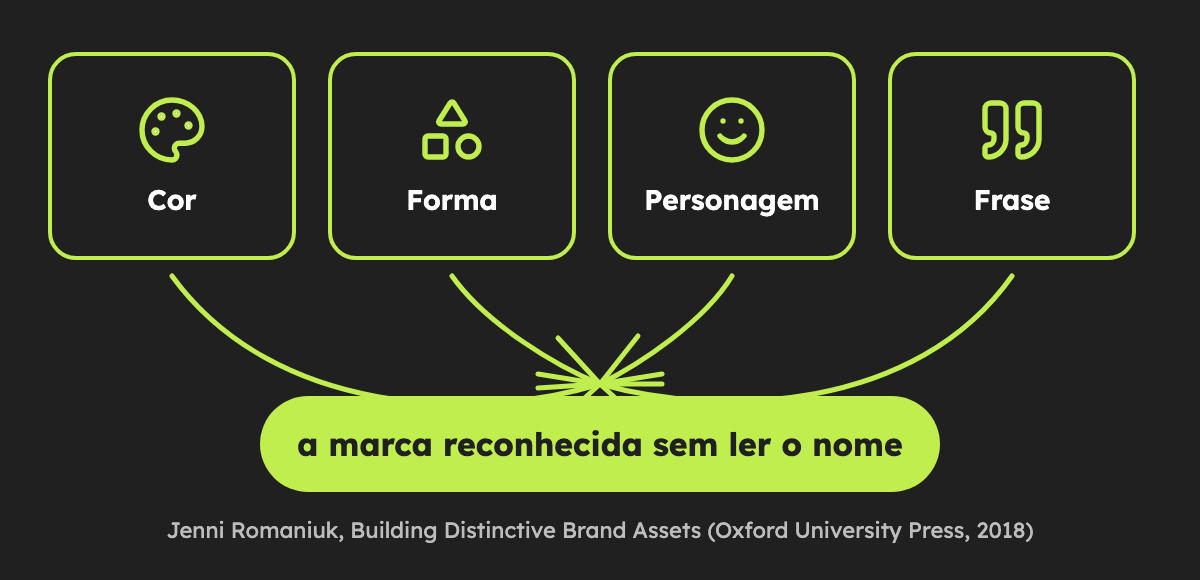 Cor
Forma
Personagem
Frase
a marca reconhecida sem ler o nome
Jenni Romaniuk, Building Distinctive Brand Assets (Oxford University Press, 2018)